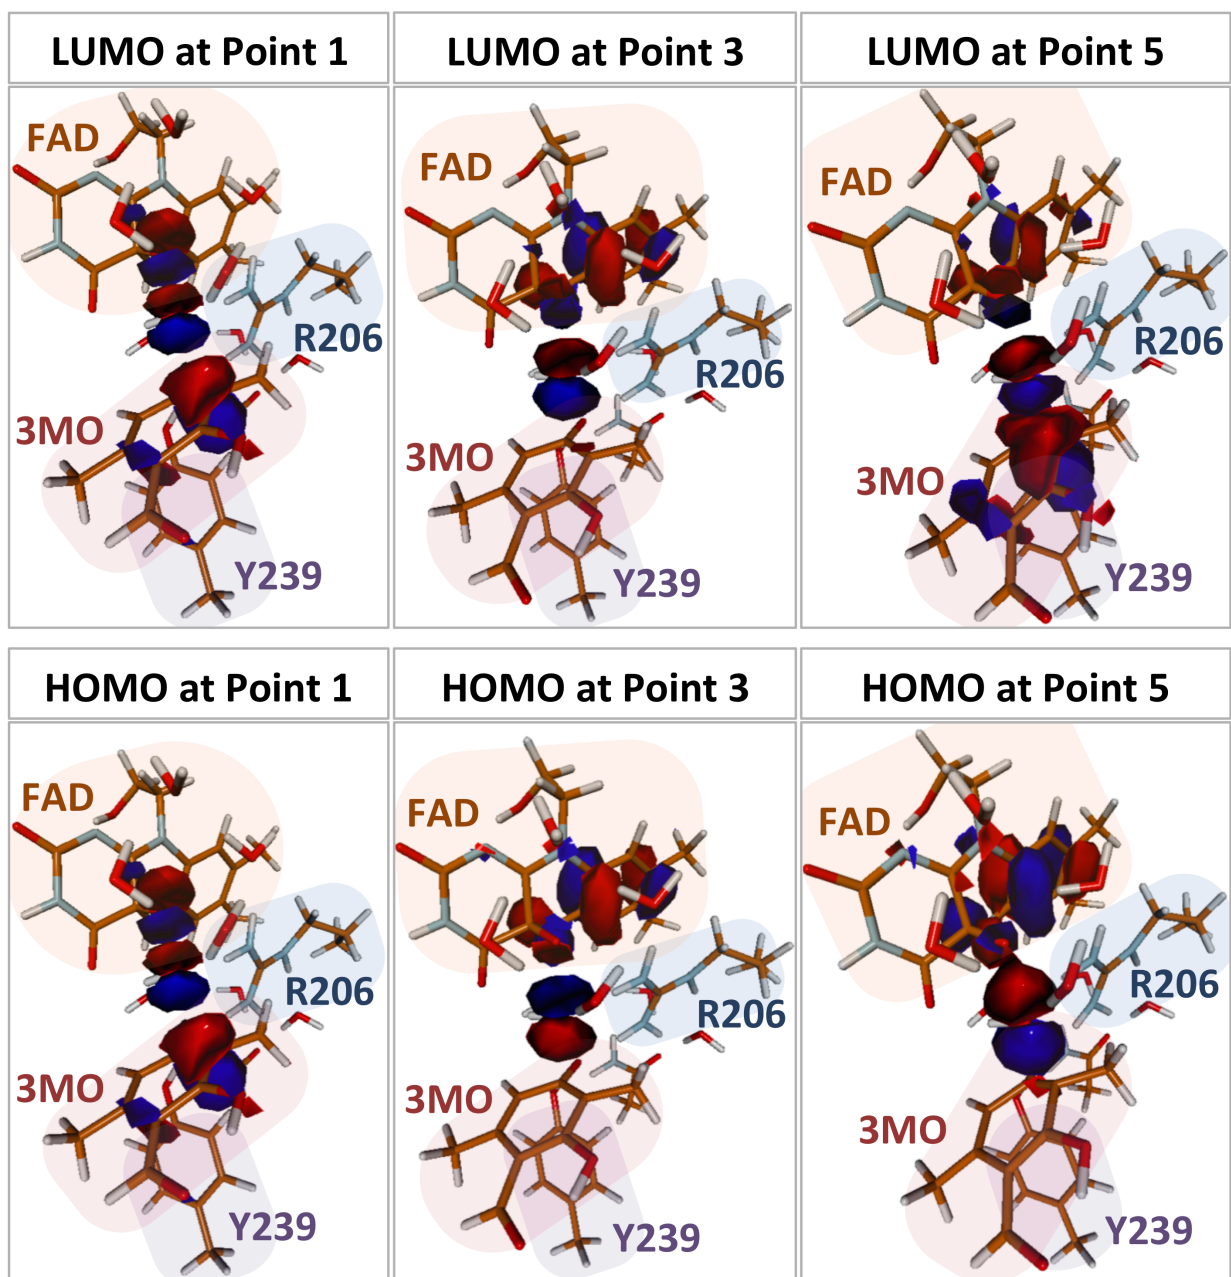 LUMO at Point 1
LUMO at Point 3
LUMO at Point 5
FAD
R206
3MO
Y239
FAD
R206
3MO
Y239
FAD
R206
3MO
Y239
HOMO at Point 1
HOMO at Point 3
HOMO at Point 5
FAD
R206
3MO
Y239
FAD
R206
3MO
Y239
FAD
R206
3MO
Y239